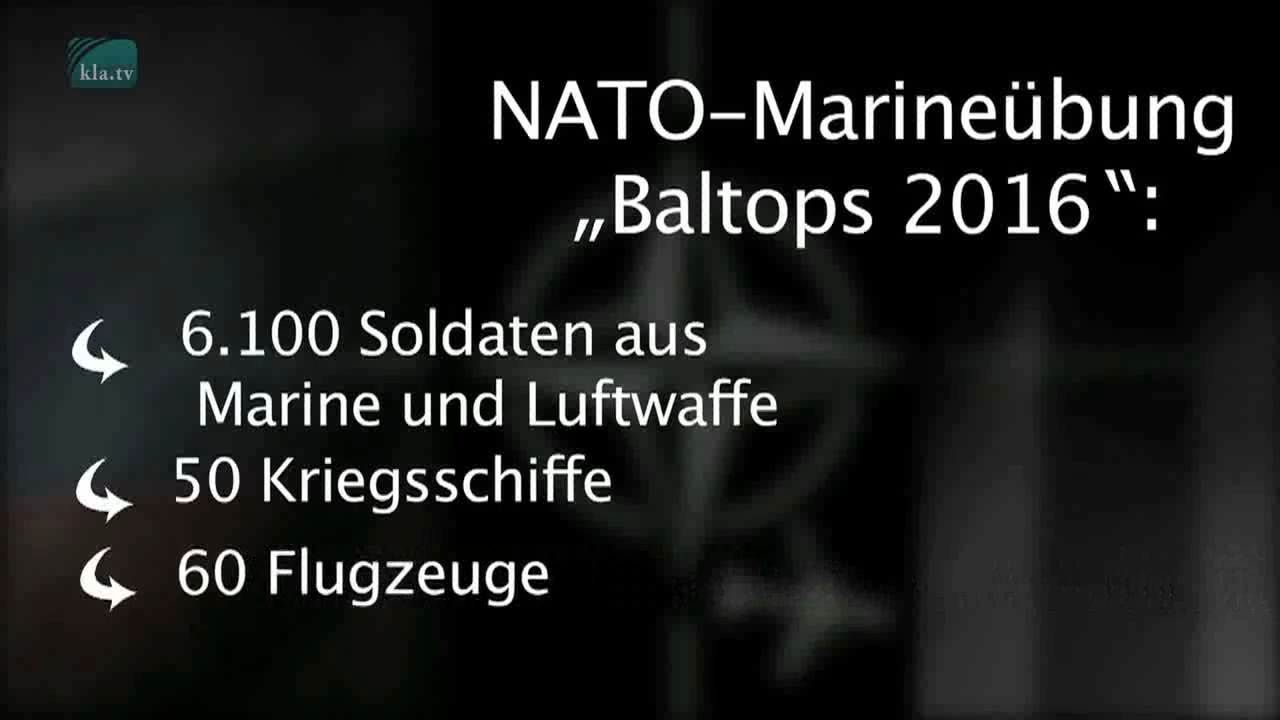 kla.tv
NATO-Marineübung
„Baltops 2016“:
6.100 Soldaten aus
Marine und Luftwaffe
50 Kriegsschiffe
60 Flugzeuge